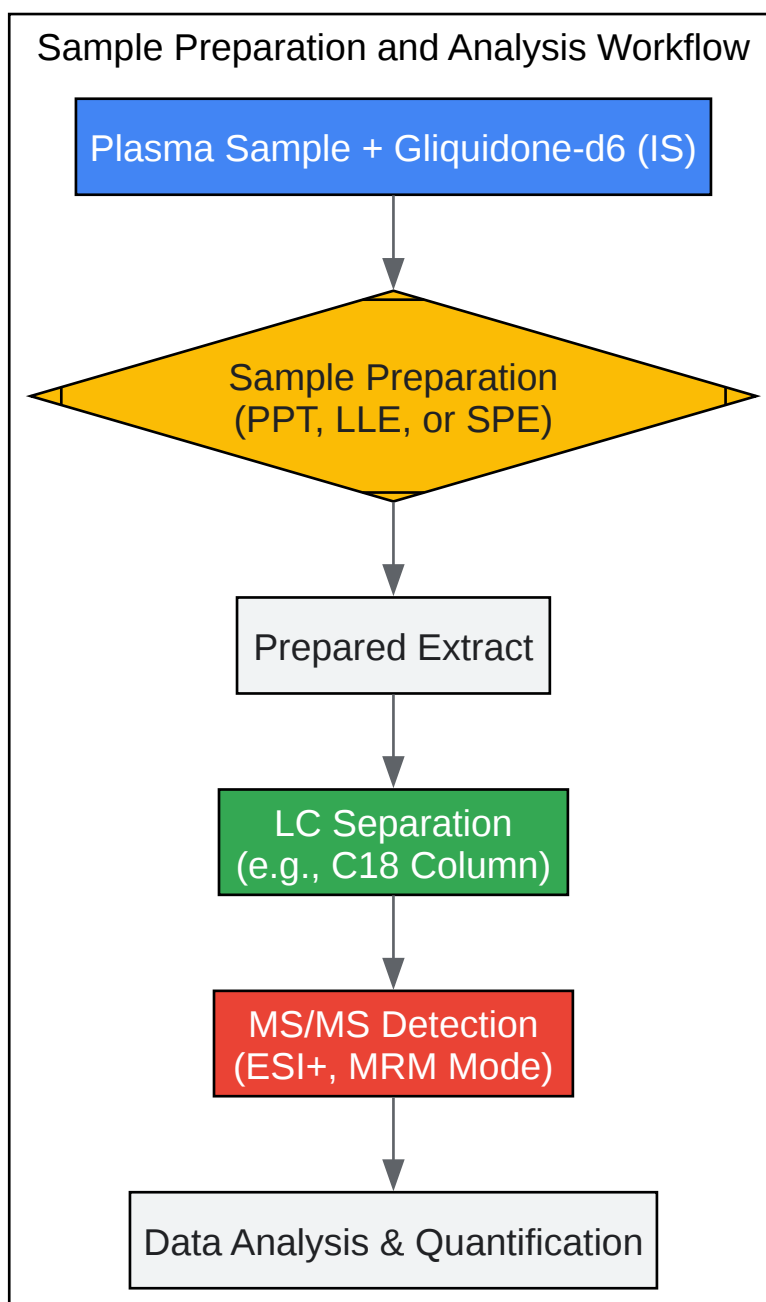 Sample Preparation and Analysis Workflow
Plasma Sample + Gliquidone-d6 (IS)
Sample Preparation
(PPT, LLE, or SPE)
Prepared Extract
LC Separation
(e.g., C18 Column)
MS/MS Detection
(ESI+, MRM Mode)
Data Analysis & Quantification